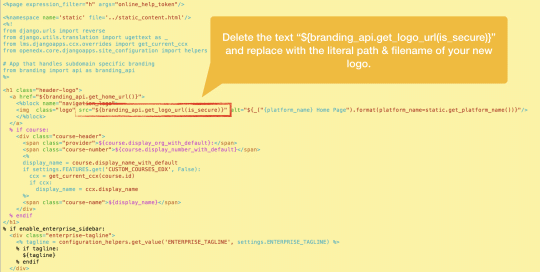 <%page expression_filter="h" args="online_help_token"/>
<%namespace name='static' file='../static_content.html'/>
<%!
from django.urls import reverse
from django.utils.translation import ugettext as _
from lms.djangoapps.ccx.overrides import get_current_ccx
from openedx.core.djangoapps.site_configuration import helpers
# App that handles subdomain specific branding
from branding import api as branding_api
%>
Delete the text “${branding_api.get_logo_url(is_secure)}”
and replace with the literal path & filename of your new
logo.
<h1 class="header-logo">
<a href="${branding_api.get_home_url()}">
<%block name="navigation_logo">
<img class="logo" src="${branding_api.get_logo_url(is_secure)}" alt="${_("{platform_name} Home Page").format(platform_name=static.get_platform_name())}"/>
</%block>
</a>
% if course:
<div class="course-header">
<span class="provider">${course.display_org_with_default}:</span>
<span class="course-number">${course.display_number_with_default}</span>
<%
display_name = course.display_name_with_default
if settings.FEATURES.get('CUSTOM_COURSES_EDX', False):
ccx = get_current_ccx(course.id)
if ccx:
display_name = ccx.display_name
%>
<span class="course-name">${display_name}</span>
</div>
% endif
</h1>
% if enable_enterprise_sidebar:
<div class="enterprise-tagline">
<% tagline = configuration_helpers.get_value('ENTERPRISE_TAGLINE', settings.ENTERPRISE_TAGLINE) %>
% if tagline:
${tagline}
% endif
</div>